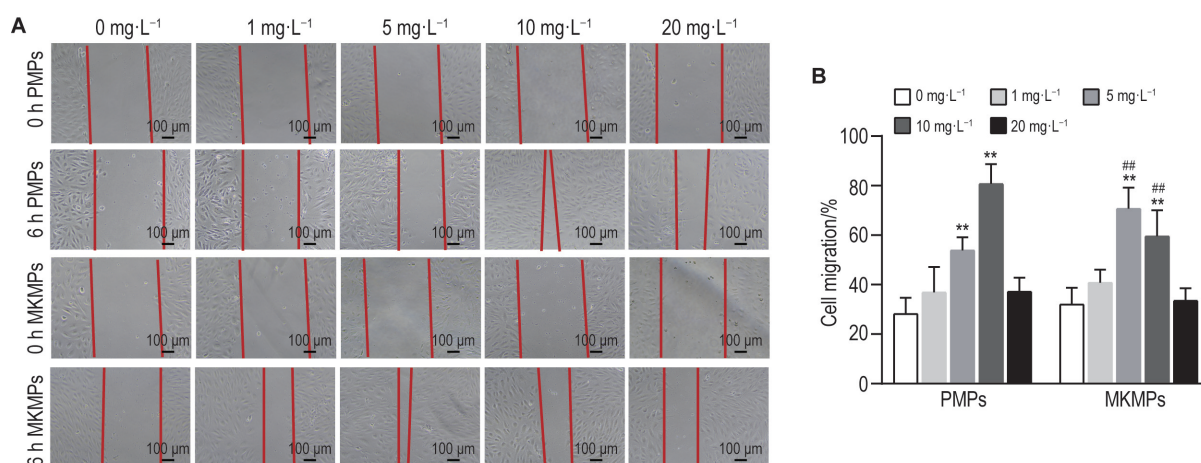 A
0 mg·L⁻¹ 1 mg·L⁻¹ 5 mg·L⁻¹ 10 mg·L⁻¹ 20 mg·L⁻¹
0 h PMPs
100 μm 100 μm 100 μm 100 μm 100 μm
6 h PMPs
100 μm 100 μm 100 μm 100 μm 100 μm
0 h MKMPs
100 μm 100 μm 100 μm 100 μm 100 μm
6 h MKMPs
100 μm 100 μm 100 μm 100 μm 100 μm
B
0 mg·L⁻¹ 1 mg·L⁻¹ 5 mg·L⁻¹
10 mg·L⁻¹ 20 mg·L⁻¹
Cell migration/%
100
80
60
40
20
0
**
**
##
**
##
**
PMPs MKMPs